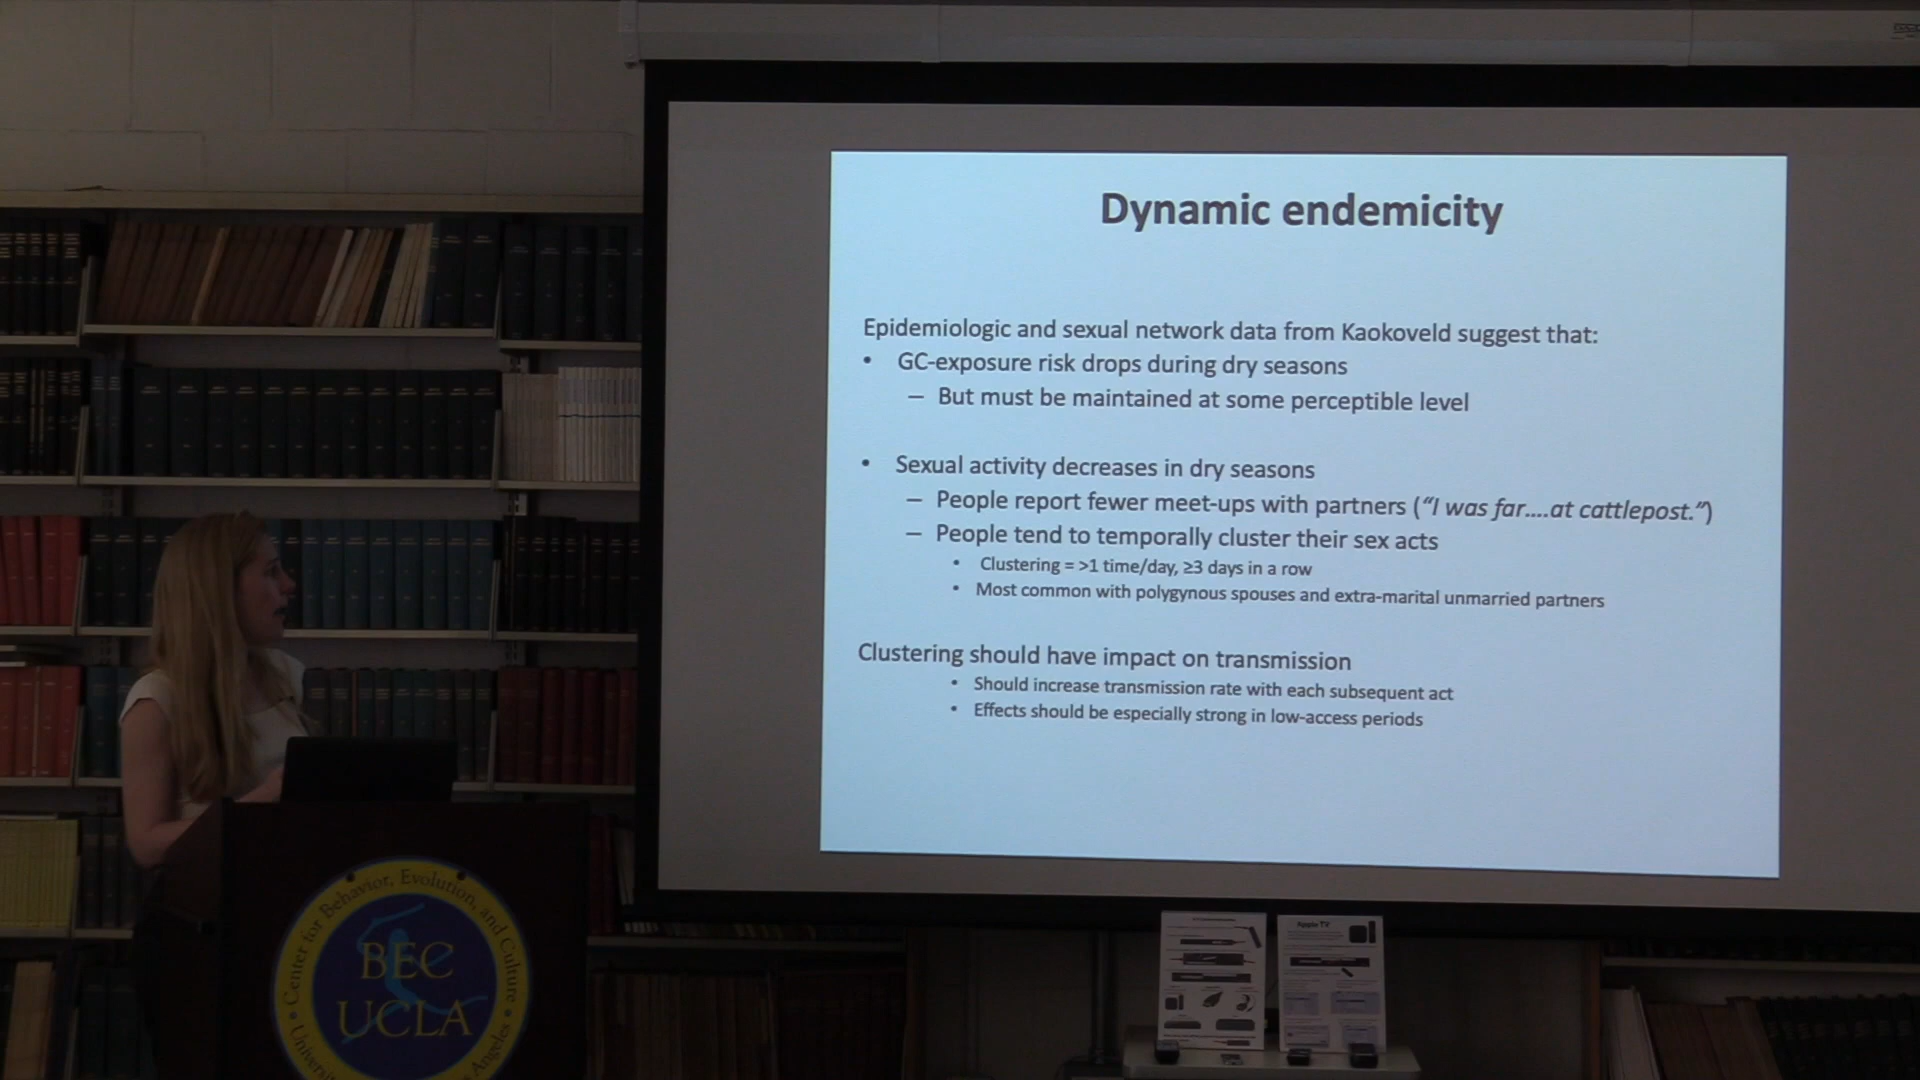 Dynamic endemicity
Epidemiologic and sexual network data from Kaokoveld suggest that:
• GC-exposure risk drops during dry seasons
– But must be maintained at some perceptible level
• Sexual activity decreases in dry seasons
– People report fewer meet-ups with partners (“I was far....at cattlepost.”)
– People tend to temporally cluster their sex acts
• Clustering = >1 time/day, ≥3 days in a row
• Most common with polygynous spouses and extra-marital unmarried partners
Clustering should have impact on transmission
• Should increase transmission rate with each subsequent act
• Effects should be especially strong in low-access periods
Center for Behavior, Evolution, and Culture
BEC
UCLA
Apple TV